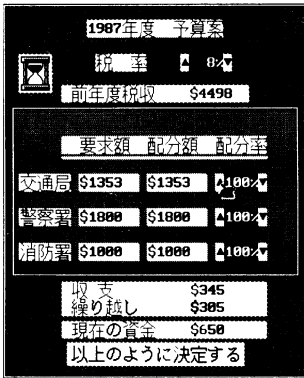 1987年度 予算案
税 率 ▲ 8%▼
前年度税収 $4498
要求額 配分額 配分率
交通局 $1353 $1353 ▲100%▼
警察署 $1800 $1800 ▲100%▼
消防署 $1000 $1000 ▲100%▼
収 支 $345
繰り越し $305
現在の資金 $650
以上のように決定する